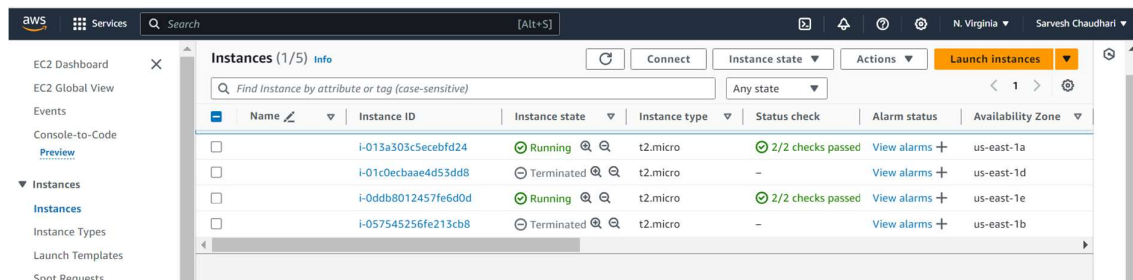 aws Services Search [Alt+S] N. Virginia ▼ Sarvesh Chaudhari ▼
EC2 Dashboard
EC2 Global View
Events
Console-to-Code
Preview
▼ Instances
Instances
Instance Types
Launch Templates
Spot Requests
Instances (1/5) Info Connect Instance state ▼ Actions ▼ Launch instances ▼
Find Instance by attribute or tag (case-sensitive) Any state ▼ < 1 >
Name Instance ID Instance state Instance type Status check Alarm status Availability Zone
i-013a303c5ecebfd24 Running t2.micro 2/2 checks passed View alarms + us-east-1a
i-01c0ecbaae4d53dd8 Terminated t2.micro – View alarms + us-east-1d
i-0ddb8012457fe6d0d Running t2.micro 2/2 checks passed View alarms + us-east-1e
i-057545256fe213cb8 Terminated t2.micro – View alarms + us-east-1b